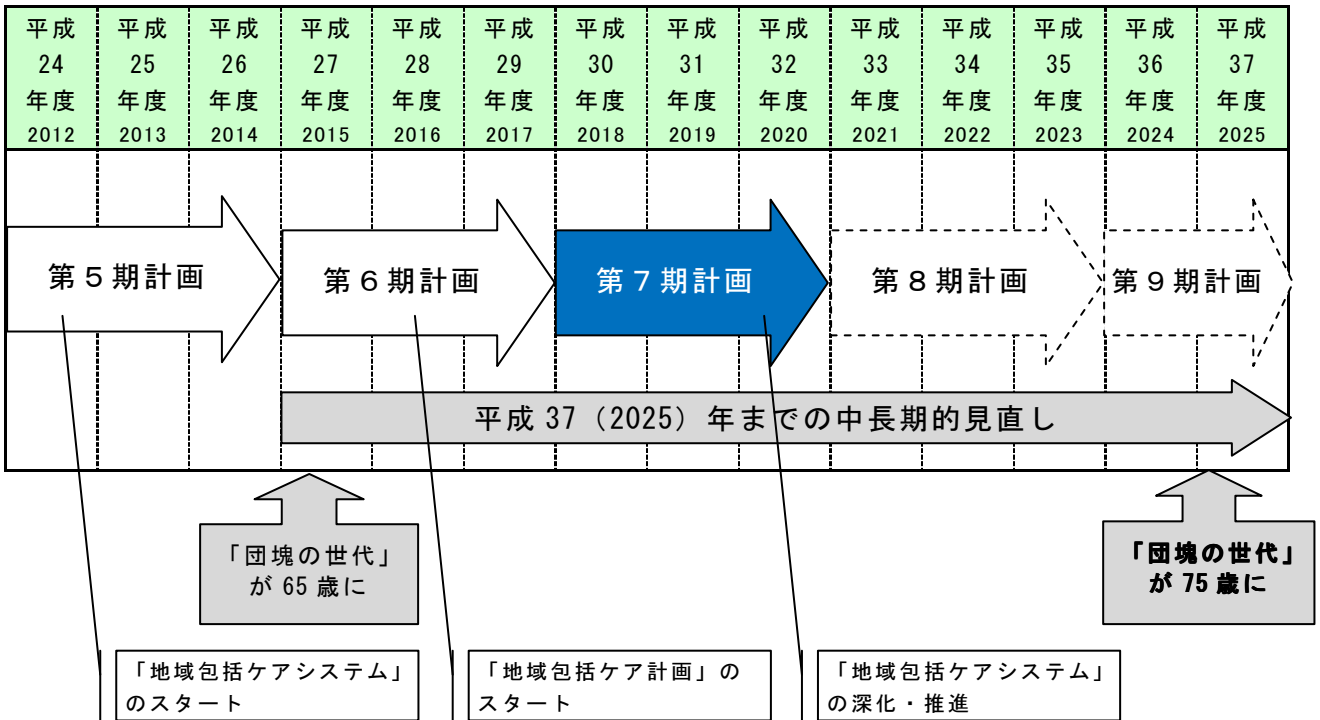 平成 平成 平成 平成 平成 平成 平成 平成 平成 平成 平成 平成 平成 平成
24 25 26 27 28 29 30 31 32 33 34 35 36 37
年度 年度 年度 年度 年度 年度 年度 年度 年度 年度 年度 年度 年度 年度
2012 2013 2014 2015 2016 2017 2018 2019 2020 2021 2022 2023 2024 2025
第5期計画 第6期計画 第7期計画 第8期計画 第9期計画
平成 37（2025）年までの中長期的見直し
「団塊の世代」
が 65 歳に
「団塊の世代」
が 75 歳に
「地域包括ケアシステム」
のスタート
「地域包括ケア計画」の
スタート
「地域包括ケアシステム」
の深化・推進